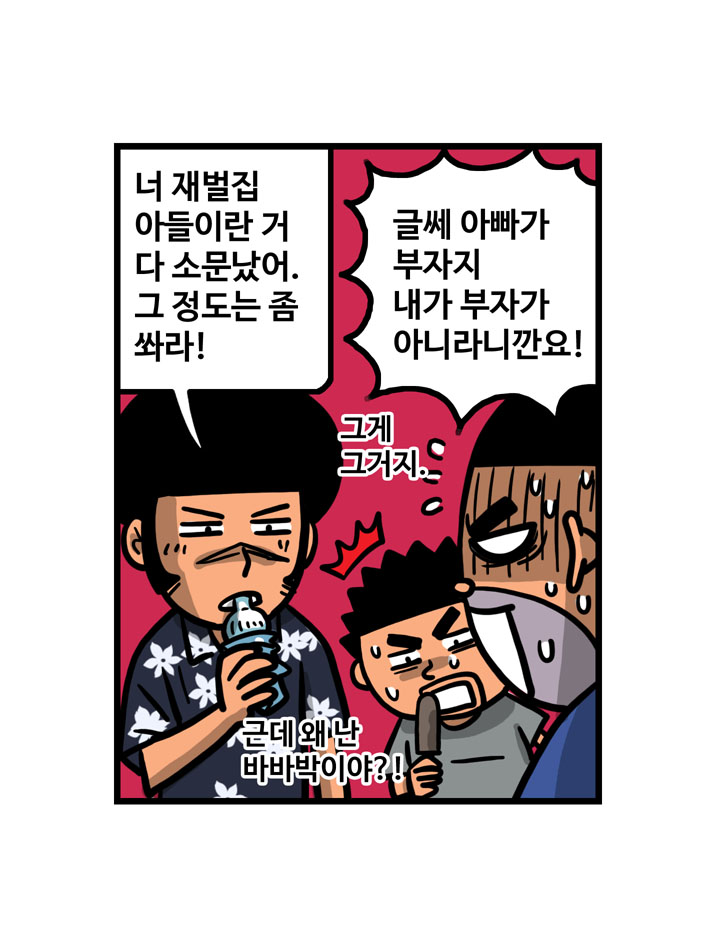 너 재벌집
아들이란 거
다 소문났어.
그 정도는 좀
쏴라!
글쎄 아빠가
부자지
내가 부자가
아니라니깐요!
그게
그거지.
근데 왜 난
바바박이야?!